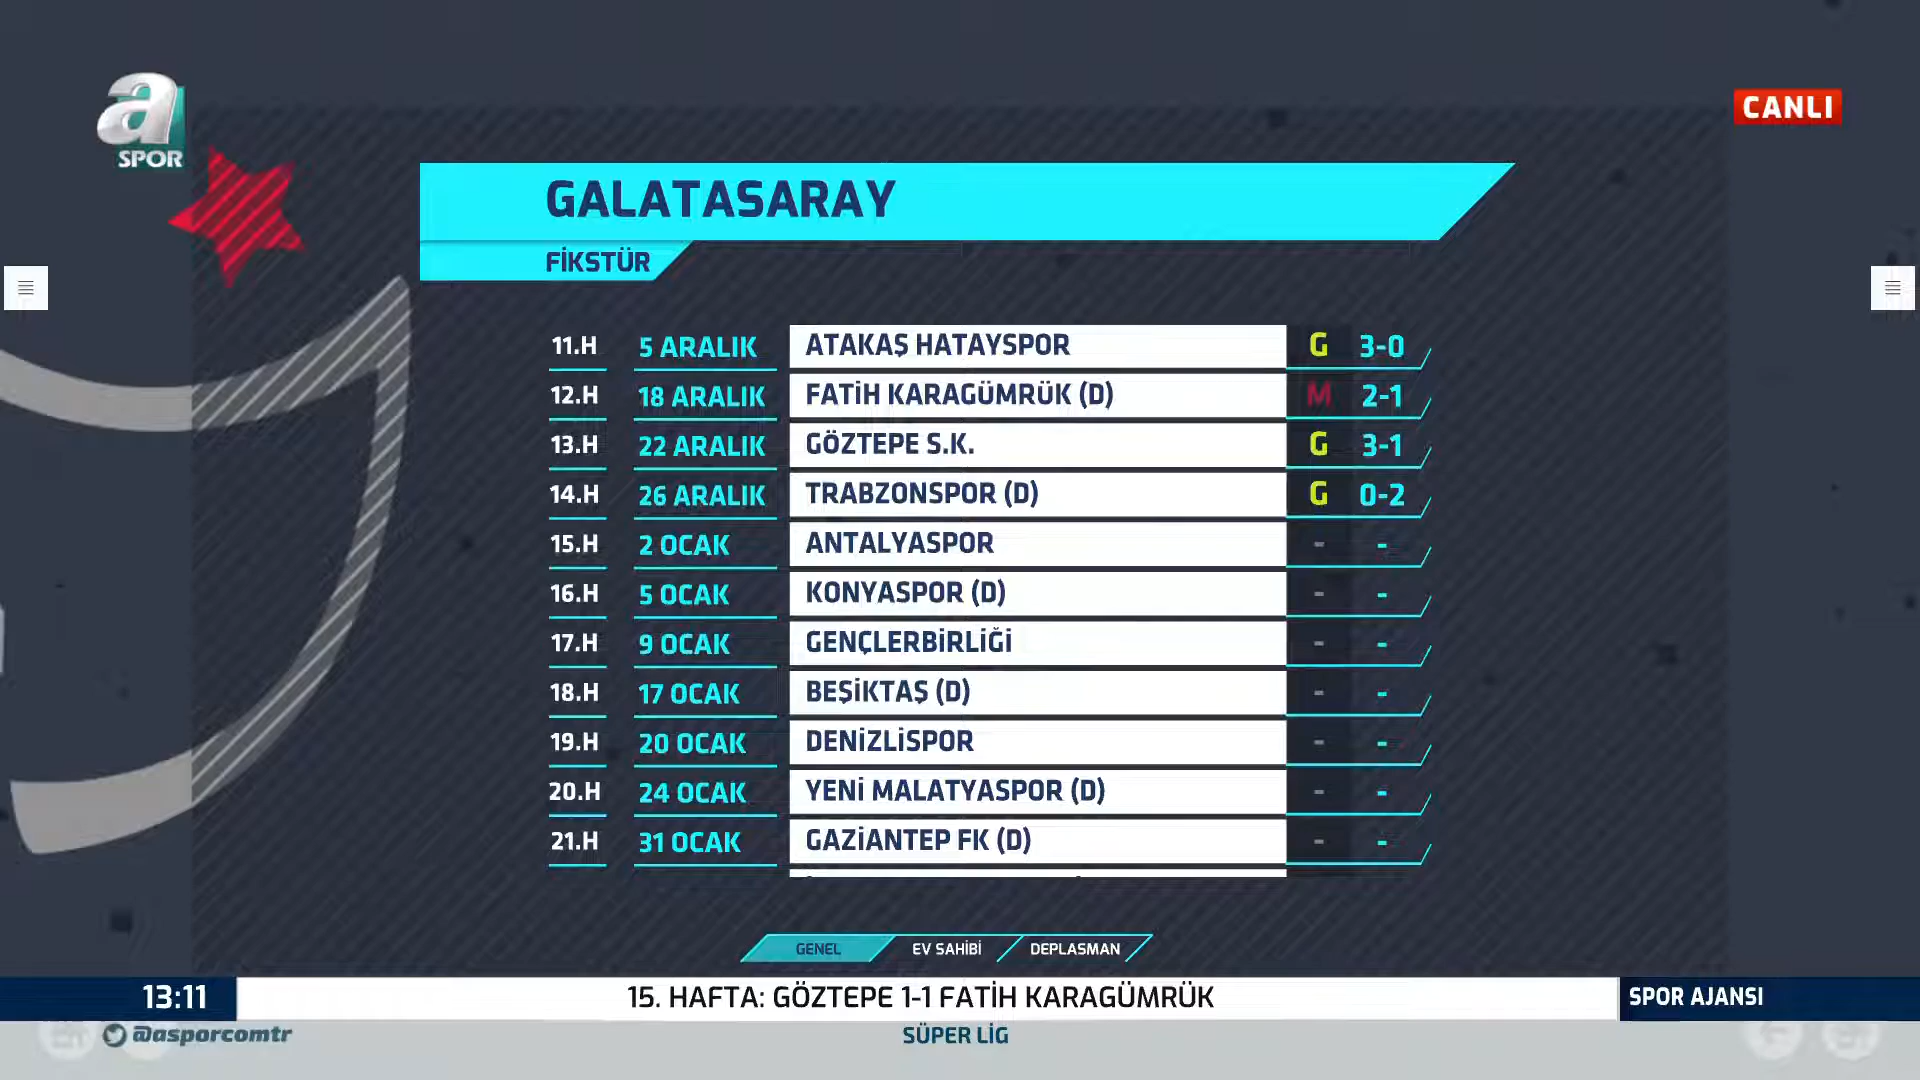 a
SPOR
CANLI
GALATASARAY
FİKSTÜR
11.H 5 ARALIK ATAKAŞ HATAYSPOR G 3-0
12.H 18 ARALIK FATİH KARAGÜMRÜK (D) M 2-1
13.H 22 ARALIK GÖZTEPE S.K. G 3-1
14.H 26 ARALIK TRABZONSPOR (D) G 0-2
15.H 2 OCAK ANTALYASPOR - -
16.H 5 OCAK KONYASPOR (D) - -
17.H 9 OCAK GENÇLERBİRLİĞİ - -
18.H 17 OCAK BEŞİKTAŞ (D) - -
19.H 20 OCAK DENİZLİSPOR - -
20.H 24 OCAK YENİ MALATYASPOR (D) - -
21.H 31 OCAK GAZİANTEP FK (D) - -
GENEL EV SAHİBİ DEPLASMAN
13:11 15. HAFTA: GÖZTEPE 1-1 FATİH KARAGÜMRÜK SPOR AJANSI
@asporcomtr SÜPER LİG